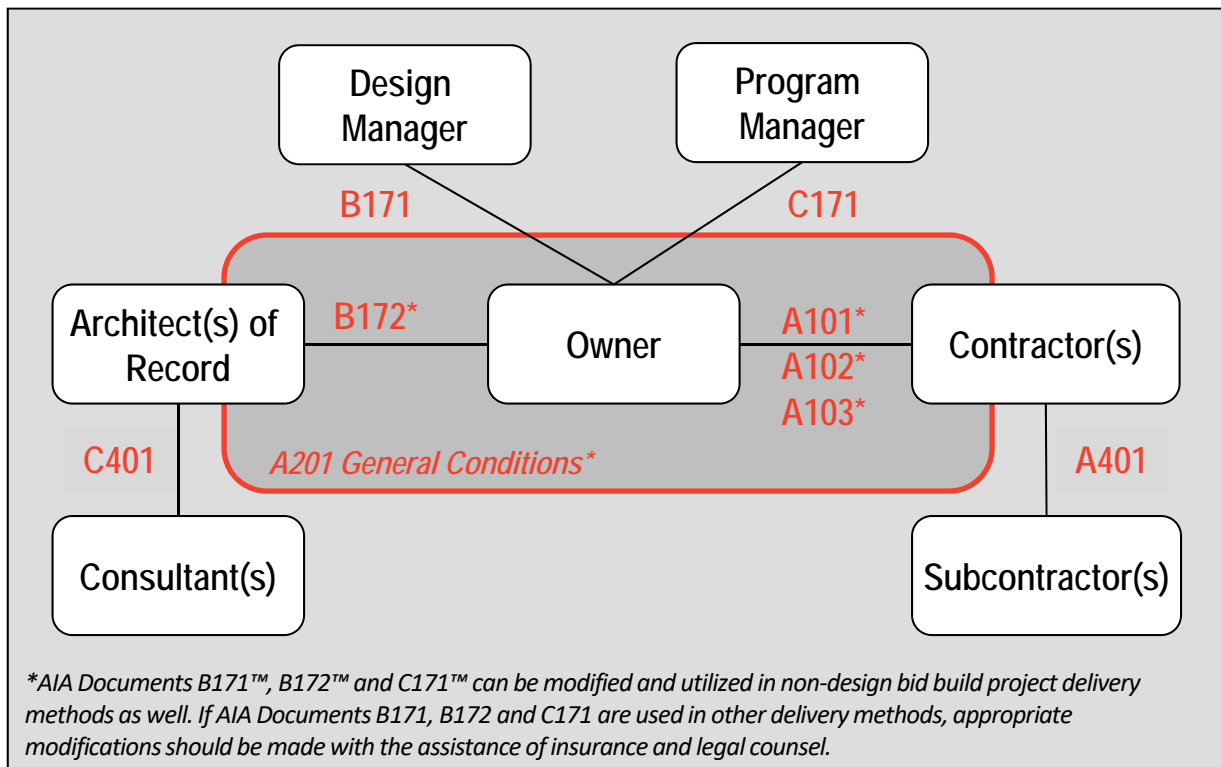 Design
Manager
Program
Manager
B171
C171
Architect(s) of
Record
B172*
Owner
A101*
A102*
A103*
Contractor(s)
C401
A201 General Conditions*
A401
Consultant(s)
Subcontractor(s)
*AIA Documents B171™, B172™ and C171™ can be modified and utilized in non-design bid build project delivery
methods as well. If AIA Documents B171, B172 and C171 are used in other delivery methods, appropriate
modifications should be made with the assistance of insurance and legal counsel.